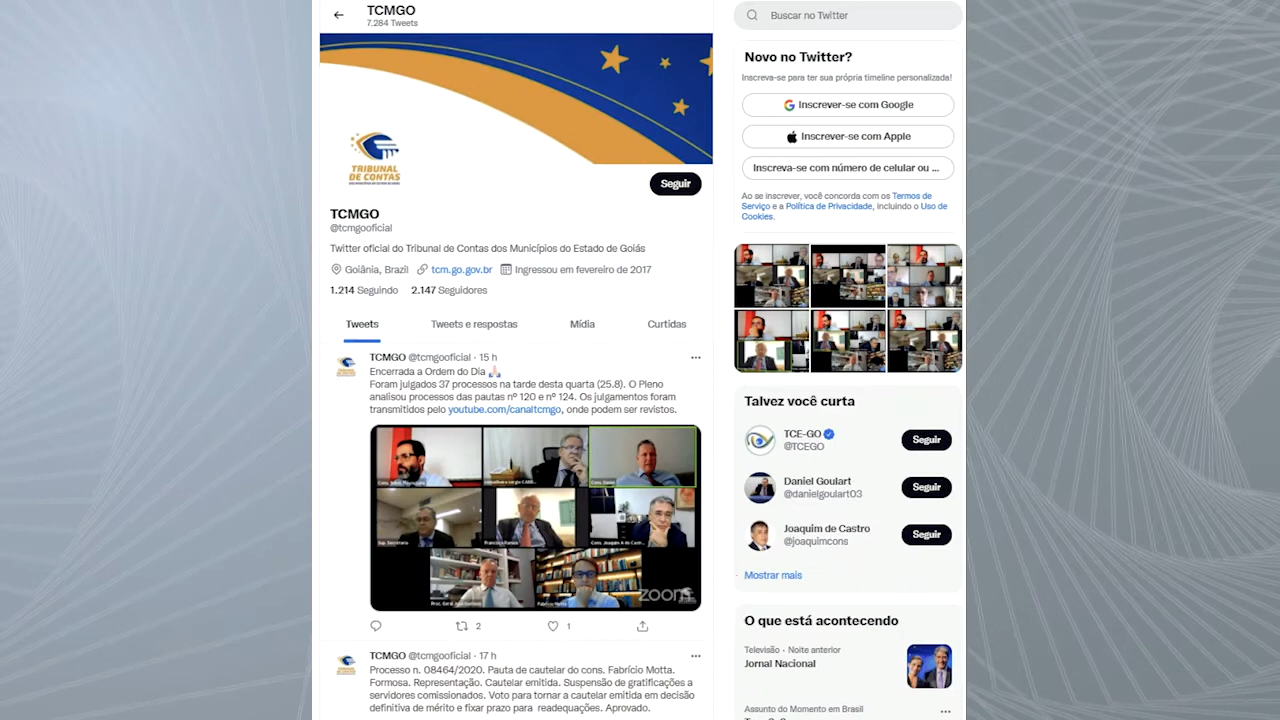 TCMGO
7.284 Tweets
TRIBUNAL
DE CONTAS
Seguir
TCMGO
@tcmgooficial
Twitter oficial do Tribunal de Contas dos Municípios do Estado de Goiás
Goiânia, Brazil tcm.go.gov.br Ingressou em fevereiro de 2017
1.214 Seguindo 2.147 Seguidores
Tweets Tweets e respostas Mídia Curtidas
TCMGO @tcmgooficial · 15 h
Encerrada a Ordem do Dia 🙏🏻
Foram julgados 37 processos na tarde desta quarta (25.8). O Pleno
analisou processos das pautas nº 120 e nº 124. Os julgamentos foram
transmitidos pelo youtube.com/canaltcmgo, onde podem ser revistos.
zoom
2 1
TCMGO @tcmgooficial · 17 h
Processo n. 08464/2020. Pauta de cautelar do cons. Fabrício Motta.
Formosa. Representação. Cautelar emitida. Suspensão de gratificações a
servidores comissionados. Voto para tornar a cautelar emitida em decisão
definitiva de mérito e fixar prazo para readequações. Aprovado.
Buscar no Twitter
Novo no Twitter?
Inscreva-se para ter sua própria timeline personalizada!
Inscrever-se com Google
Inscrever-se com Apple
Inscreva-se com número de celular ou ...
Ao se inscrever, você concorda com os Termos de
Serviço e a Política de Privacidade, incluindo o Uso de
Cookies.
Talvez você curta
TCE-GO
@TCEGO
Seguir
Daniel Goulart
@danielgoulart03
Seguir
Joaquim de Castro
@joaquimcons
Seguir
Mostrar mais
O que está acontecendo
Televisão · Noite anterior
Jornal Nacional
Assunto do Momento em Brasil